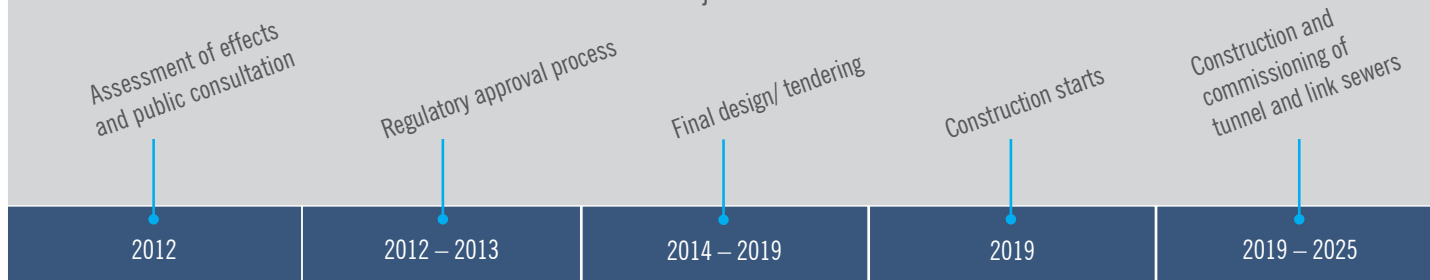 Assessment of effects
and public consultation
Regulatory approval process
Final design/ tendering
Construction starts
Construction and
commissioning of
tunnel and link sewers
2012
2012 – 2013
2014 – 2019
2019
2019 – 2025